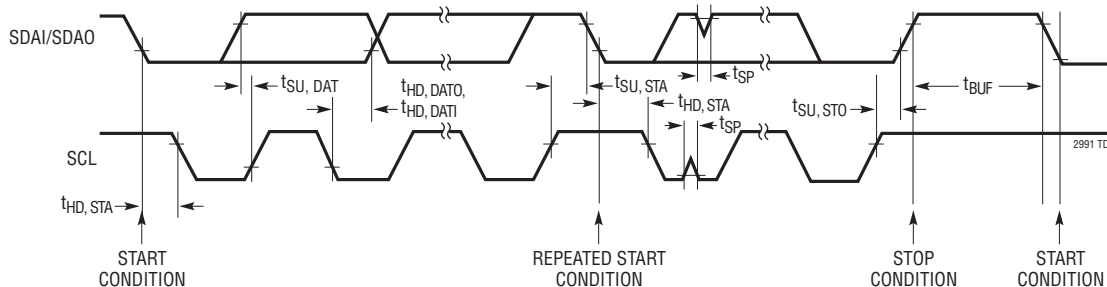 SDAI/SDAO
tSU, DAT
tHD, DATO,
tHD, DATI
tSU, STA
tHD, STA
tSP
tSP
tSU, STO
tBUF
SCL
2991 TD
tHD, STA
START
CONDITION
REPEATED START
CONDITION
STOP
CONDITION
START
CONDITION